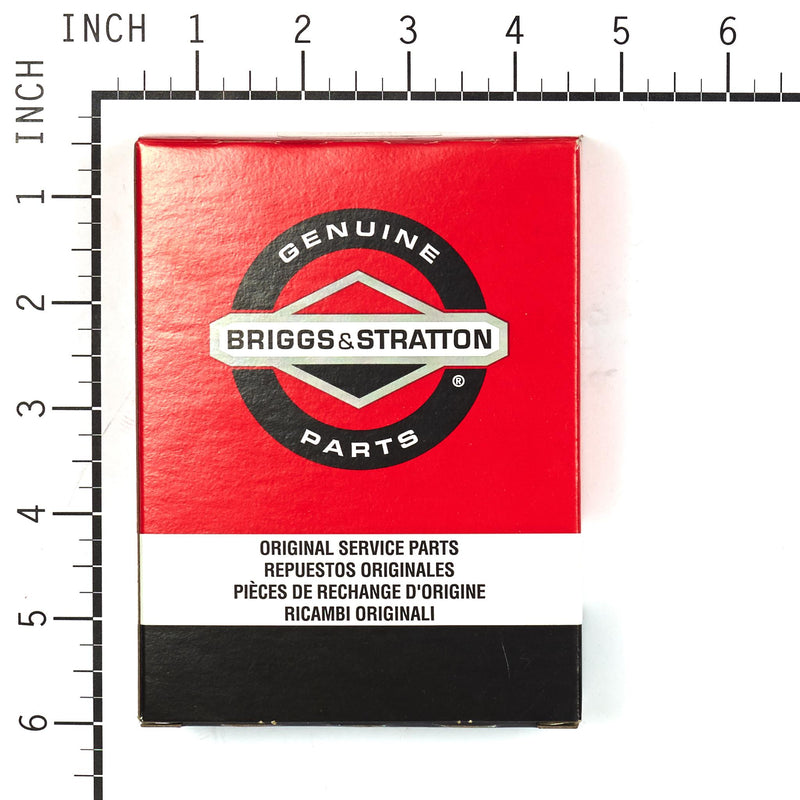 INCH 1 2 3 4 5 6
INCH
1
2
3
4
5
6
GENUINE
BRIGGS&STRATTON
®
PARTS
ORIGINAL SERVICE PARTS
REPUESTOS ORIGINALES
PIÈCES DE RECHANGE D'ORIGINE
RICAMBI ORIGINALI